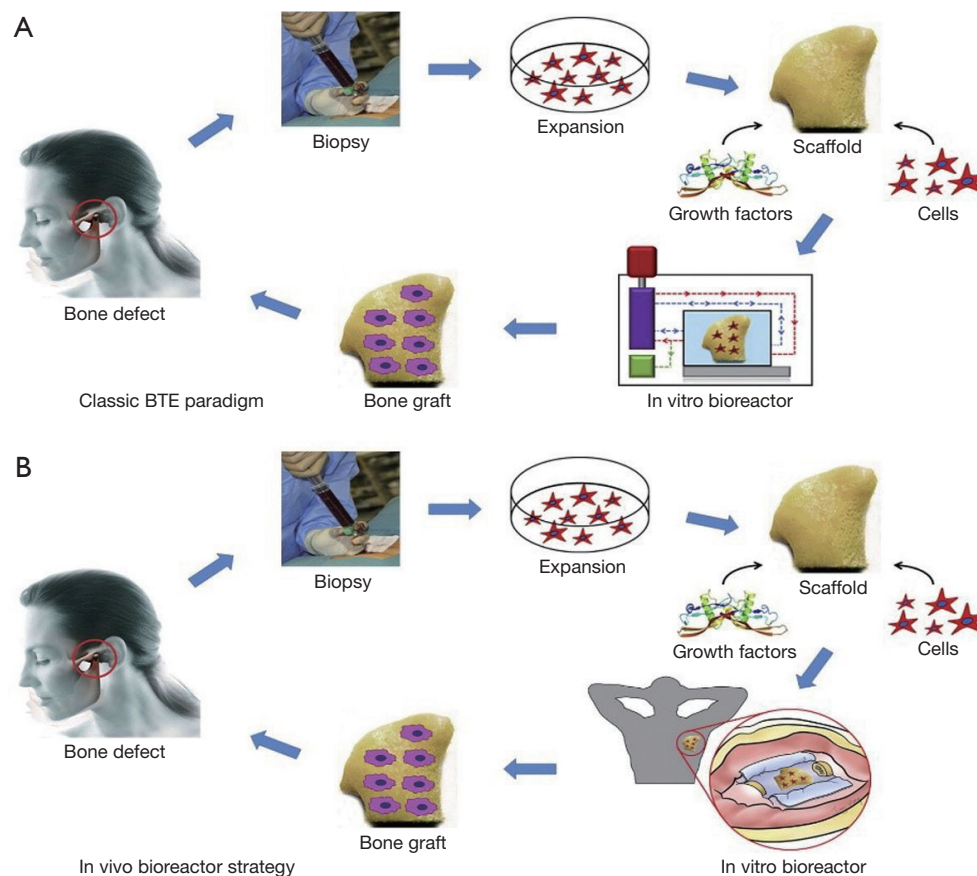 A
Biopsy
Expansion
Scaffold
Growth factors
Cells
Bone defect
Classic BTE paradigm
Bone graft
In vitro bioreactor
B
Biopsy
Expansion
Scaffold
Growth factors
Cells
Bone defect
In vivo bioreactor strategy
Bone graft
In vitro bioreactor